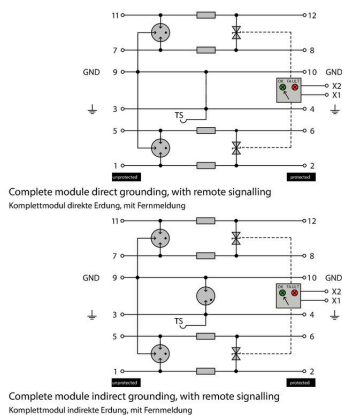 11 12
7 8
GND 9 10 GND
OK FAULT
X2
X1
3 4
TS
5 6
1 2
unprotected protected
Complete module direct grounding, with remote signalling
Komplettmodul direkte Erdung, mit Fernmeldung
11 12
7 8
GND 9 10 GND
OK FAULT
X2
X1
3 4
TS
5 6
1 2
unprotected protected
Complete module indirect grounding, with remote signalling
Komplettmodul indirekte Erdung, mit Fernmeldung